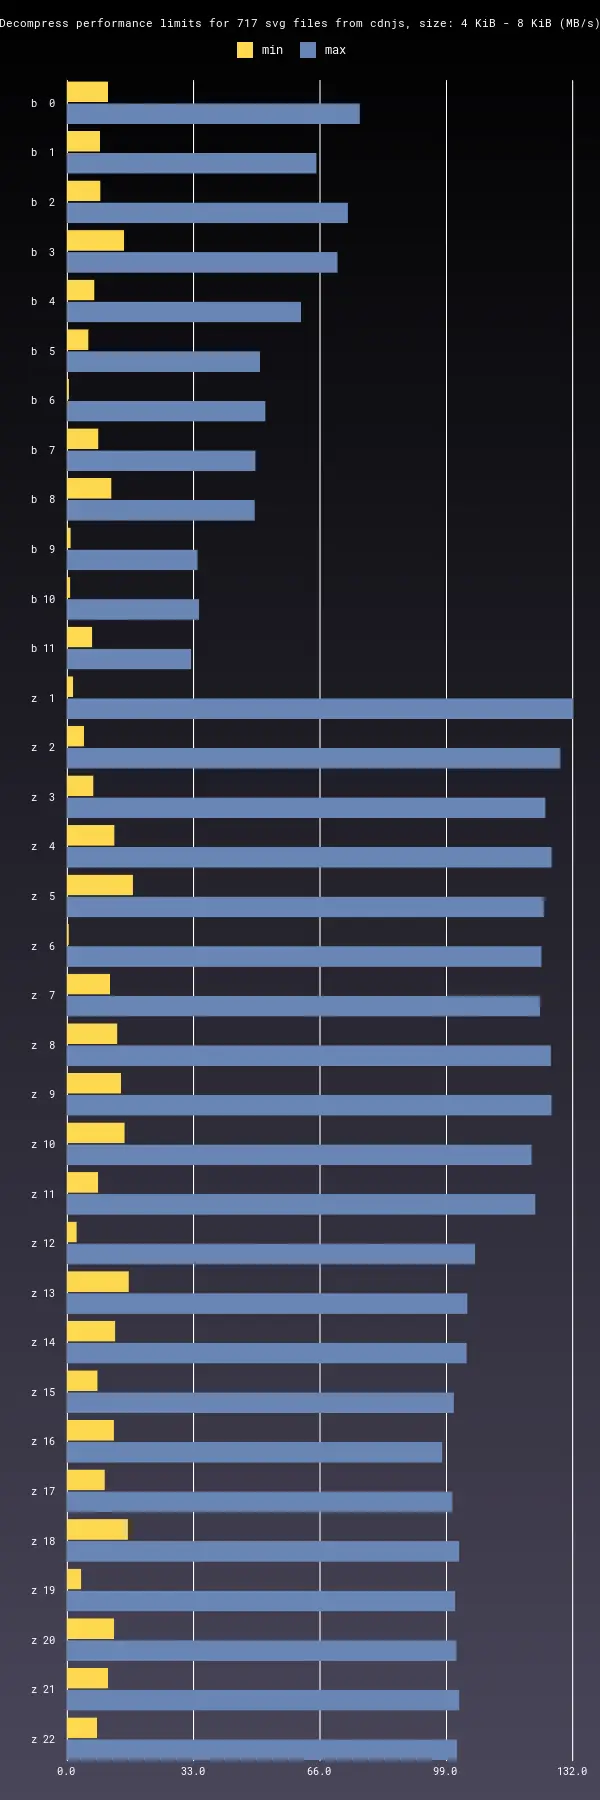 Decompress performance limits for 717 svg files from cdnjs, size: 4 KiB - 8 KiB (MB/s)
min max
b 0
b 1
b 2
b 3
b 4
b 5
b 6
b 7
b 8
b 9
b 10
b 11
z 1
z 2
z 3
z 4
z 5
z 6
z 7
z 8
z 9
z 10
z 11
z 12
z 13
z 14
z 15
z 16
z 17
z 18
z 19
z 20
z 21
z 22
0.0 33.0 66.0 99.0 132.0